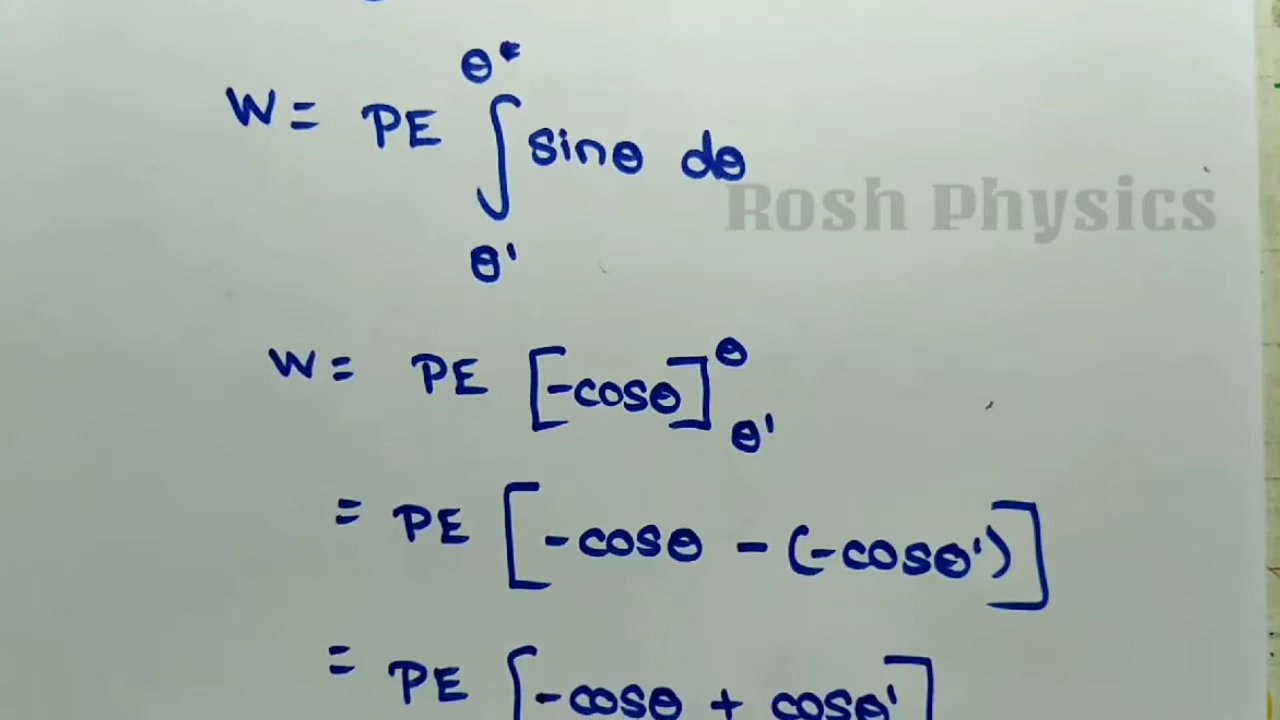 W = PE ∫_{θ'}^{θ} sinθ dθ
Rosh Physics
W = PE [-cosθ]_{θ'}^{θ}
= PE [-cosθ - (-cosθ')]
= PE [-cosθ + cosθ']